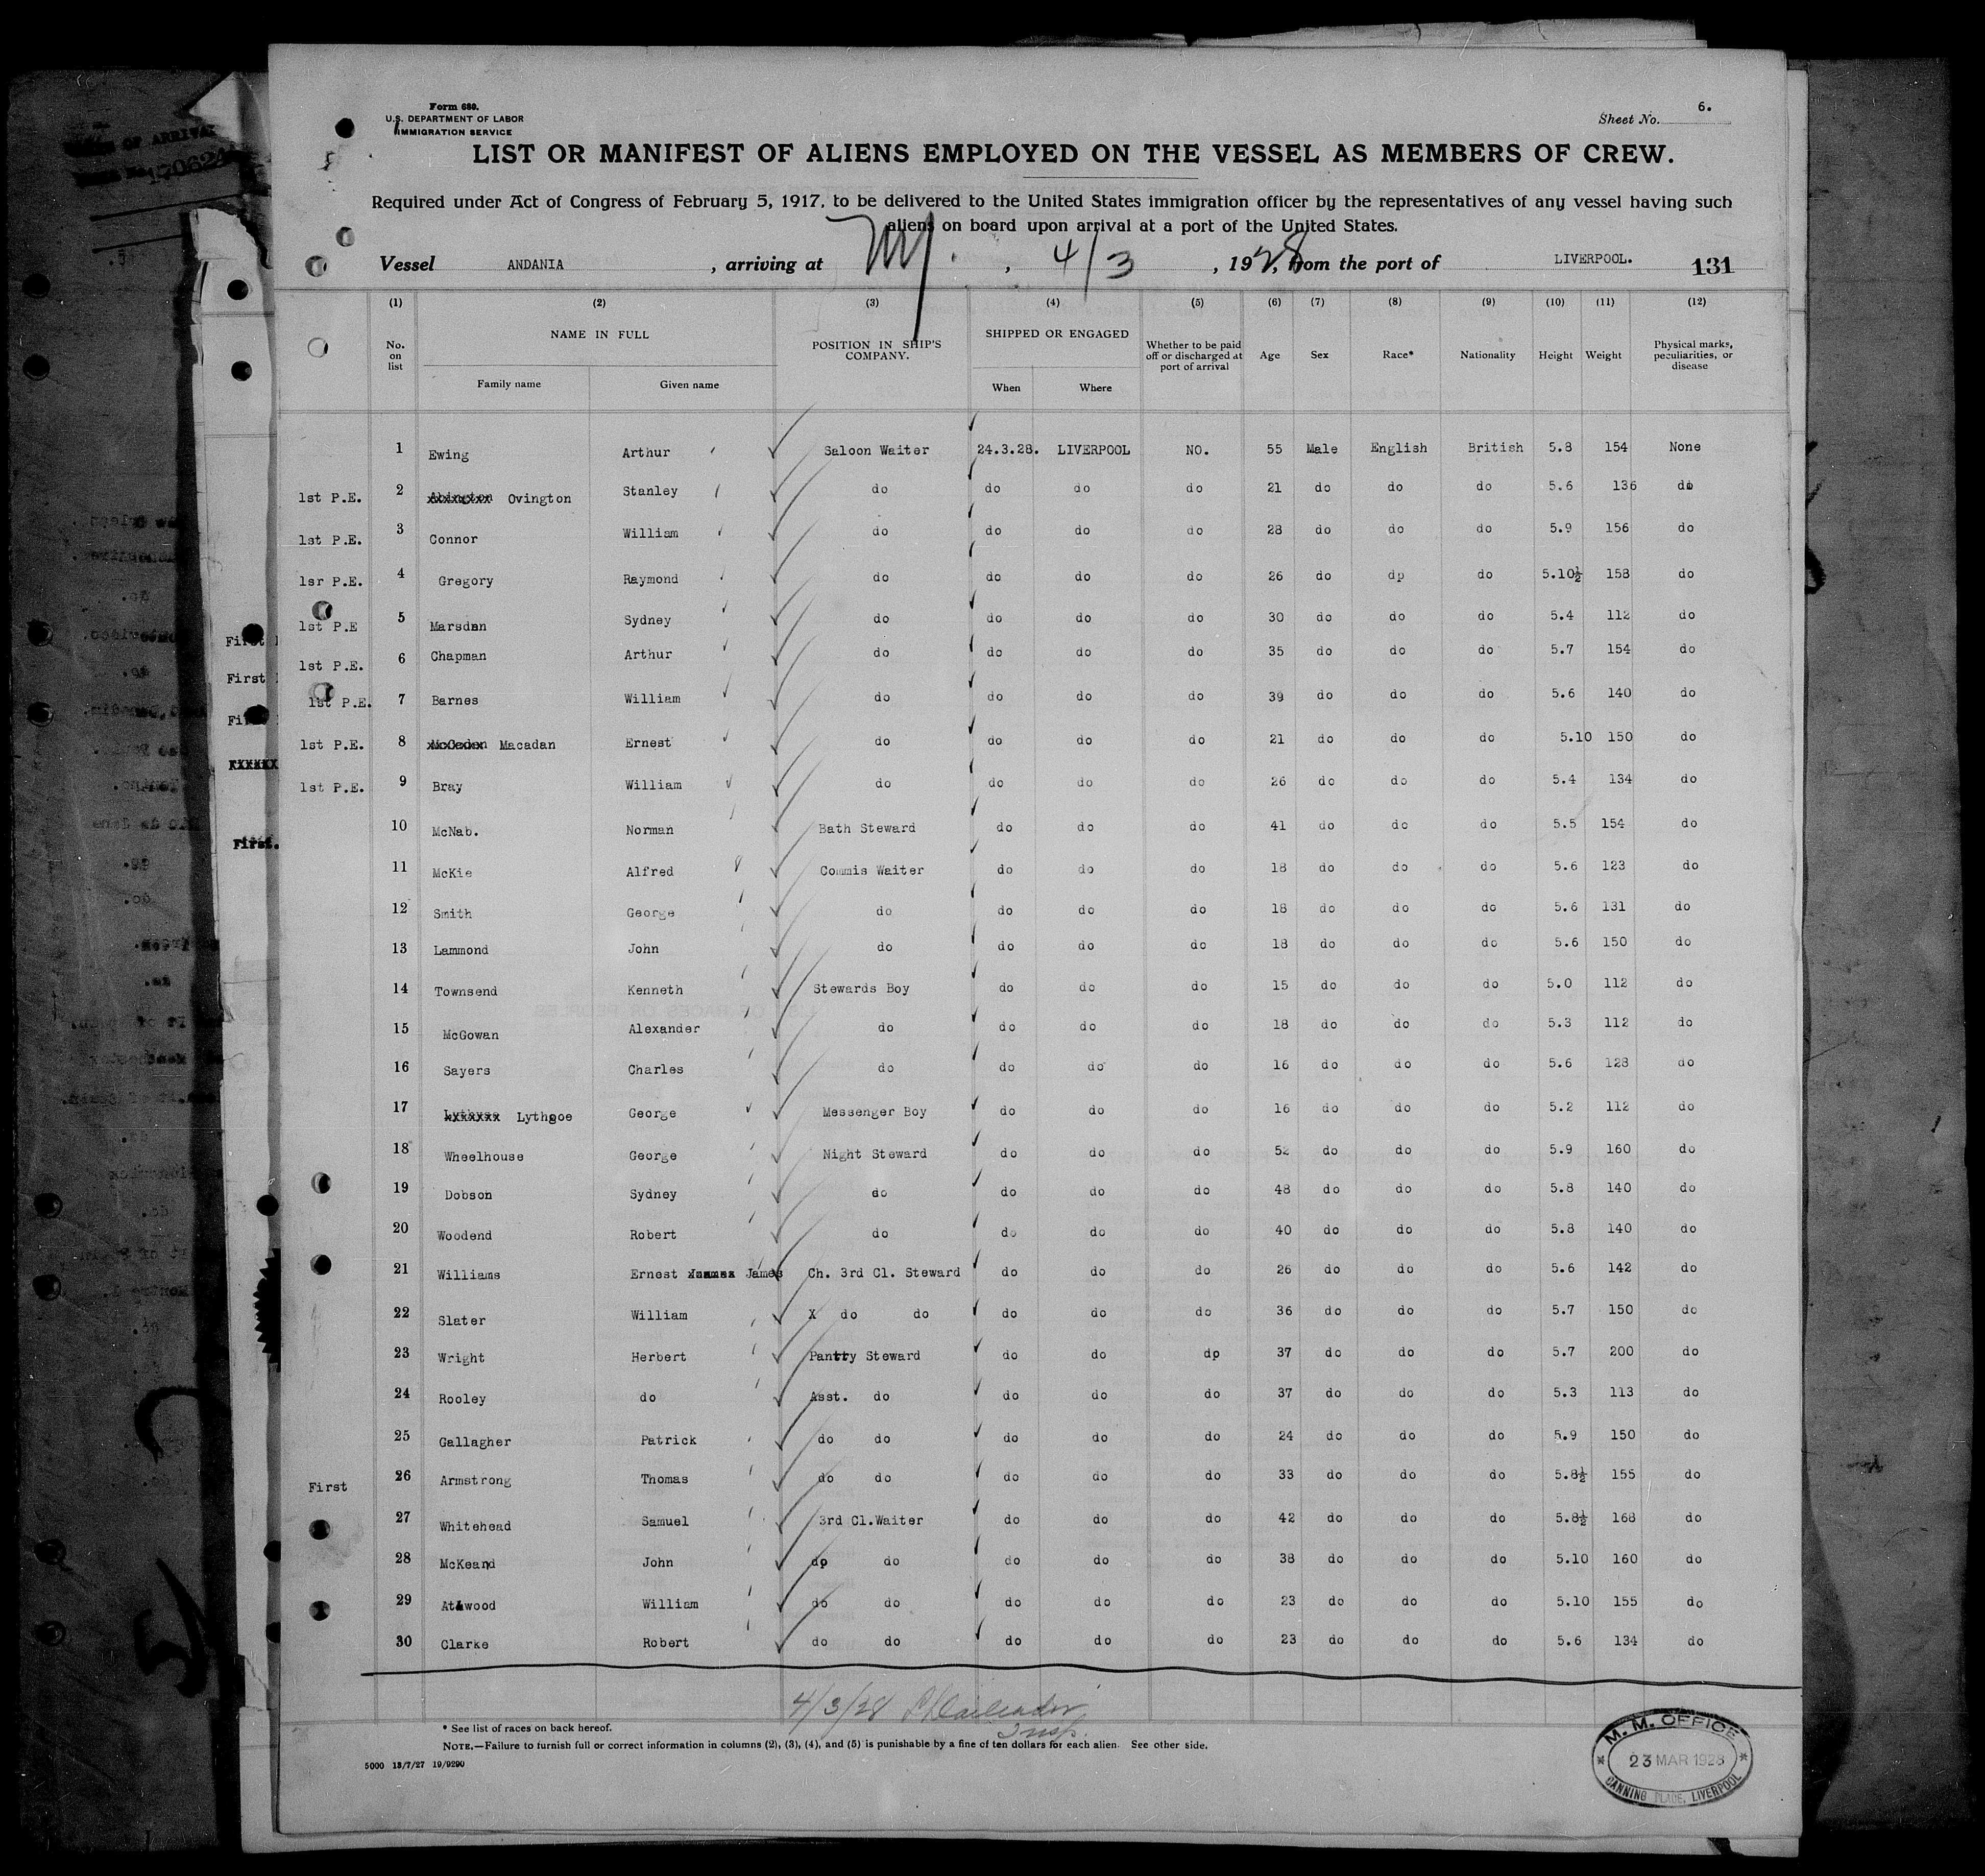 Form 680.
U.S. DEPARTMENT OF LABOR
IMMIGRATION SERVICE
Sheet No. 6.
LIST OR MANIFEST OF ALIENS EMPLOYED ON THE VESSEL AS MEMBERS OF CREW.
Required under Act of Congress of February 5, 1917, to be delivered to the United States immigration officer by the representatives of any vessel having such
aliens on board upon arrival at a port of the United States.
Vessel ANDANIA , arriving at N.Y. , 4/3 , 1928, from the port of LIVERPOOL. 131
(1) (2) (3) (4) (5) (6) (7) (8) (9) (10) (11) (12)
No. on list NAME IN FULL Family name Given name POSITION IN SHIP'S COMPANY. SHIPPED OR ENGAGED When Where Whether to be paid off or discharged at port of arrival Age Sex Race* Nationality Height Weight Physical marks, peculiarities, or disease
1 Ewing Arthur Saloon Waiter 24.3.28. LIVERPOOL NO. 55 Male English British 5.8 154 None
1st P.E. 2 Ovington Stanley do do do do 21 do do do 5.6 136 do
1st P.E. 3 Connor William do do do do 28 do do do 5.9 156 do
1sr P.E. 4 Gregory Raymond do do do do 26 do dp do 5.10½ 158 do
1st P.E 5 Marsden Sydney do do do do 30 do do do 5.4 112 do
1st P.E. 6 Chapman Arthur do do do do 35 do do do 5.7 154 do
1st P.E. 7 Barnes William do do do do 39 do do do 5.6 140 do
1st P.E. 8 Macadan Ernest do do do do 21 do do do 5.10 150 do
1st P.E. 9 Bray William do do do do 26 do do do 5.4 134 do
10 McNab. Norman Bath Steward do do do 41 do do do 5.5 154 do
11 McKie Alfred Commis Waiter do do do 18 do do do 5.6 123 do
12 Smith George do do do do 18 do do do 5.6 131 do
13 Lammond John do do do do 18 do do do 5.6 150 do
14 Townsend Kenneth Stewards Boy do do do 15 do do do 5.0 112 do
15 McGowan Alexander do do do do 18 do do do 5.3 112 do
16 Sayers Charles do do do do 16 do do do 5.6 128 do
17 Lythgoe George Messenger Boy do do do 16 do do do 5.2 112 do
18 Wheelhouse George Night Steward do do do 52 do do do 5.9 160 do
19 Dobson Sydney do do do do 48 do do do 5.8 140 do
20 Woodend Robert do do do do 40 do do do 5.8 140 do
21 Williams Ernest James Ch. 3rd Cl. Steward do do do 26 do do do 5.6 142 do
22 Slater William X do do do do do 36 do do do 5.7 150 do
23 Wright Herbert Pantry Steward do do dp 37 do do do 5.7 200 do
24 Rooley do Asst. do do do do 37 do do do 5.3 113 do
25 Gallagher Patrick do do do do do 24 do do do 5.9 150 do
First 26 Armstrong Thomas do do do do do 33 do do do 5.8½ 155 do
27 Whitehead Samuel 3rd Cl.Waiter do do do 42 do do do 5.8½ 168 do
28 McKeand John dp do do do do 38 do do do 5.10 160 do
29 Attwood William do do do do do 23 do do do 5.10 155 do
30 Clarke Robert do do do do do 23 do do do 5.6 134 do
4/3/28
Insp.
* See list of races on back hereof.
NOTE.—Failure to furnish full or correct information in columns (2), (3), (4), and (5) is punishable by a fine of ten dollars for each alien. See other side.
5000 13/7/27 19/9290
M. M. OFFICE
23 MAR 1928
CANNING PLACE, LIVERPOOL